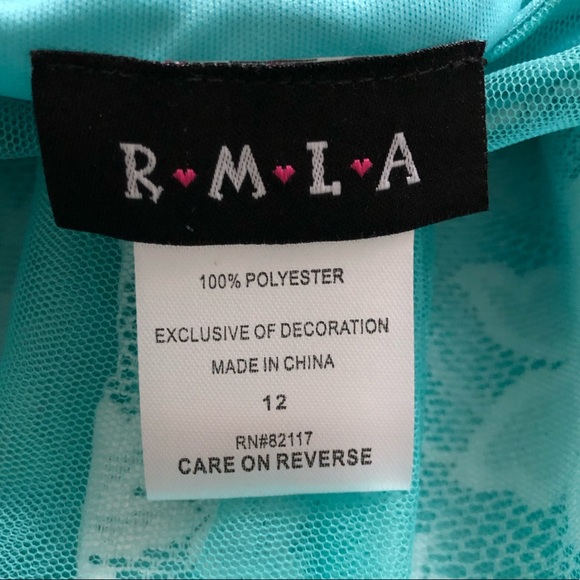 R♥M♥L♥A
100% POLYESTER
EXCLUSIVE OF DECORATION
MADE IN CHINA
12
RN#82117
CARE ON REVERSE